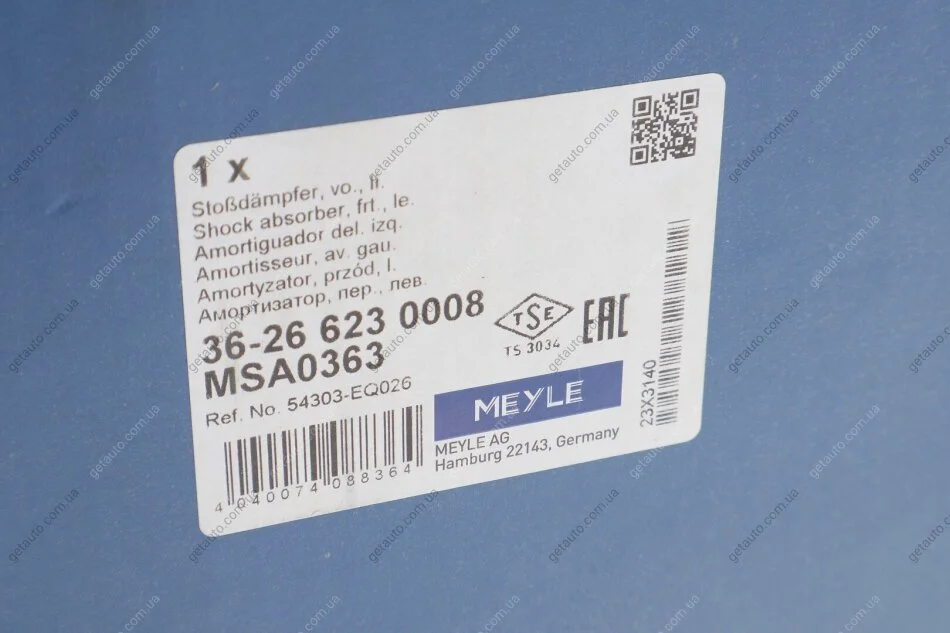 1 x
Stoßdämpfer, vo., li.
Shock absorber, frt., le.
Amortiguador del. izq.
Amortisseur, av. gau.
Amortyzator, przód, l.
Амортизатор, пер., лев.
36-26 623 0008
MSA0363
Ref. No. 54303-EQ026
4 040074 088364
TSE
TS 3034
EAC
MEYLE
MEYLE AG
Hamburg 22143, Germany
23X3140
getauto.com.ua